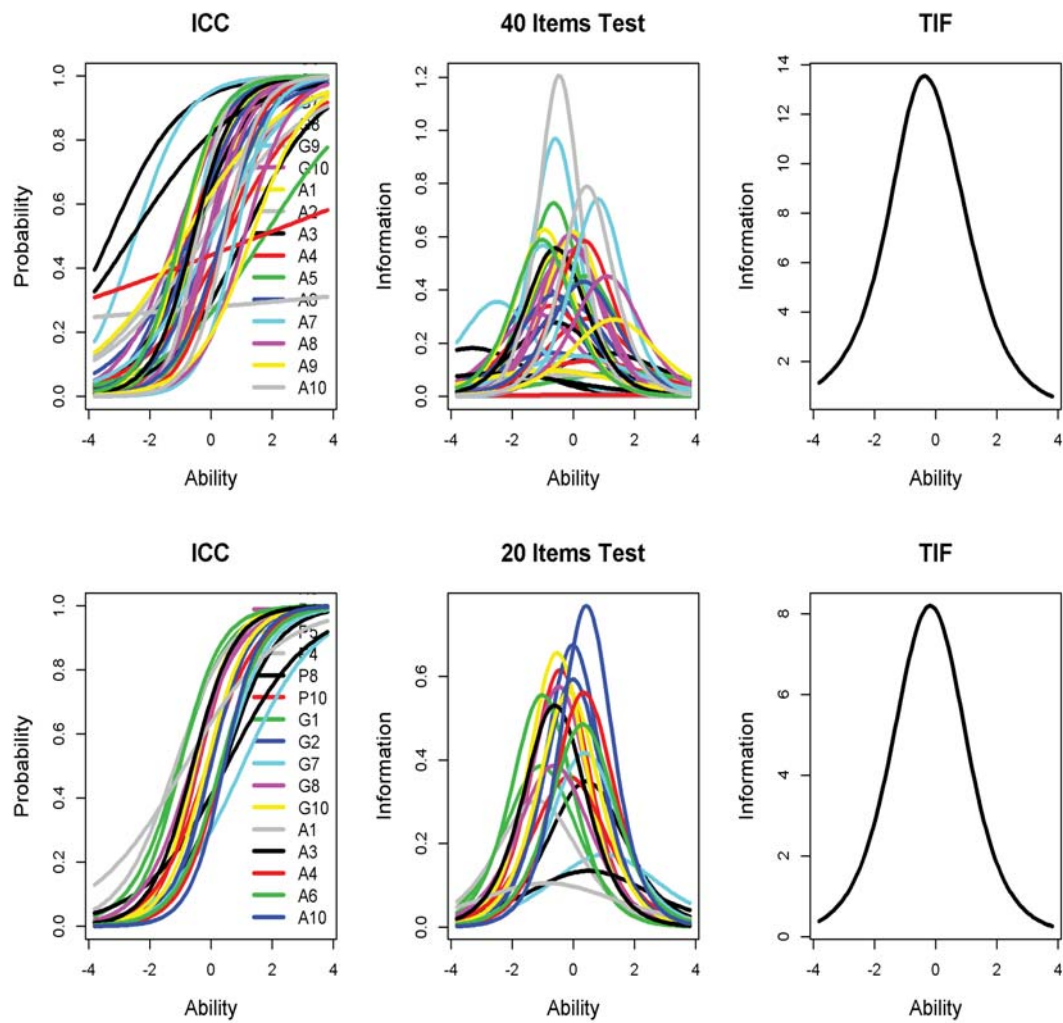 ICC
40 Items Test
TIF
Probability
0.0 0.2 0.4 0.6 0.8 1.0
G8
G9
G10
A1
A2
A3
A4
A5
A6
A7
A8
A9
A10
-4 -2 0 2 4
Ability
Information
0.0 0.2 0.4 0.6 0.8 1.0 1.2
-4 -2 0 2 4
Ability
Information
2 4 6 8 10 12 14
-4 -2 0 2 4
Ability
ICC
20 Items Test
TIF
Probability
0.0 0.2 0.4 0.6 0.8 1.0
P8
P10
G1
G2
G7
G8
G10
A1
A3
A4
A6
A10
-4 -2 0 2 4
Ability
Information
0.0 0.2 0.4 0.6
-4 -2 0 2 4
Ability
Information
0 2 4 6 8
-4 -2 0 2 4
Ability